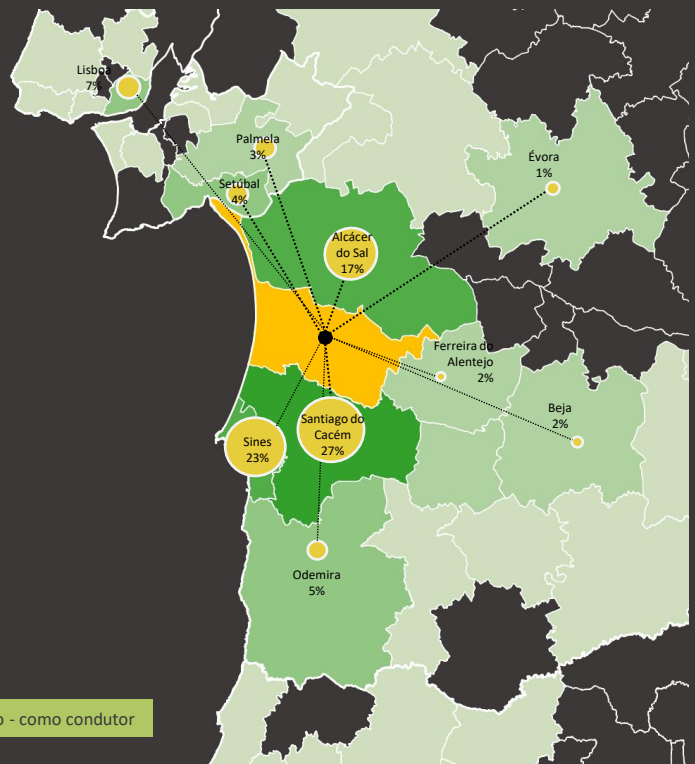 Lisboa
7%
Palmela
3%
Évora
1%
Setúbal
4%
Alcácer
do Sal
17%
Ferreira do
Alentejo
2%
Beja
2%
Santiago do
Cacém
27%
Sines
23%
Odemira
5%
- como condutor